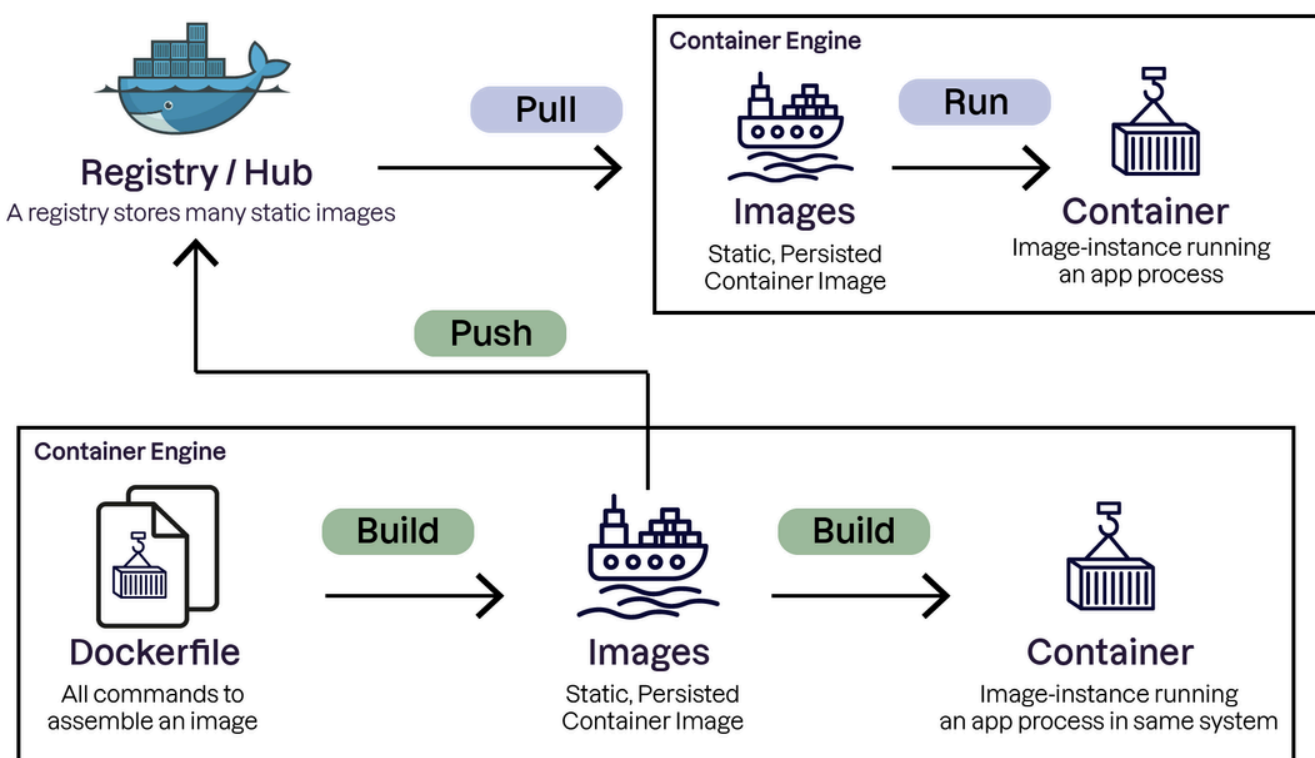 Container Engine
Pull
Run
Registry / Hub
A registry stores many static images
Images
Static, Persisted
Container Image
Container
Image-instance running
an app process
Push
Container Engine
Build
Build
Dockerfile
All commands to
assemble an image
Images
Static, Persisted
Container Image
Container
Image-instance running
an app process in same system